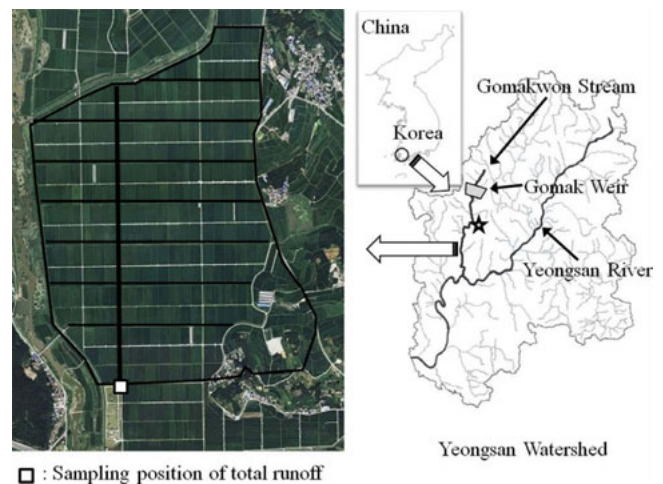 China
Korea
Gomakwon Stream
Gomak Weir
Yeongsan River
Yeongsan Watershed
: Sampling position of total runoff